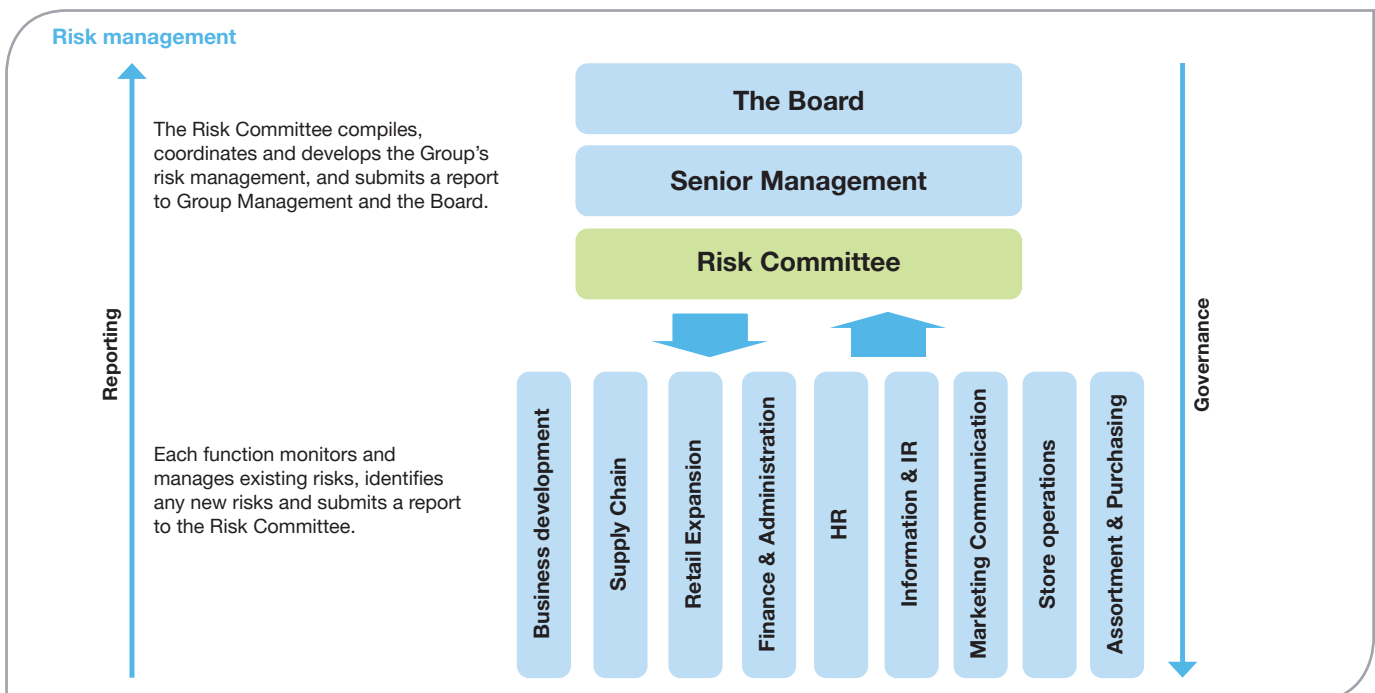 Risk management
The Board
The Risk Committee compiles,
coordinates and develops the Group's
risk management, and submits a report
to Group Management and the Board.
Senior Management
Risk Committee
Reporting
Governance
Each function monitors and
manages existing risks, identifies
any new risks and submits a report
to the Risk Committee.
Business development
Supply Chain
Retail Expansion
Finance & Administration
HR
Information & IR
Marketing Communication
Store operations
Assortment & Purchasing